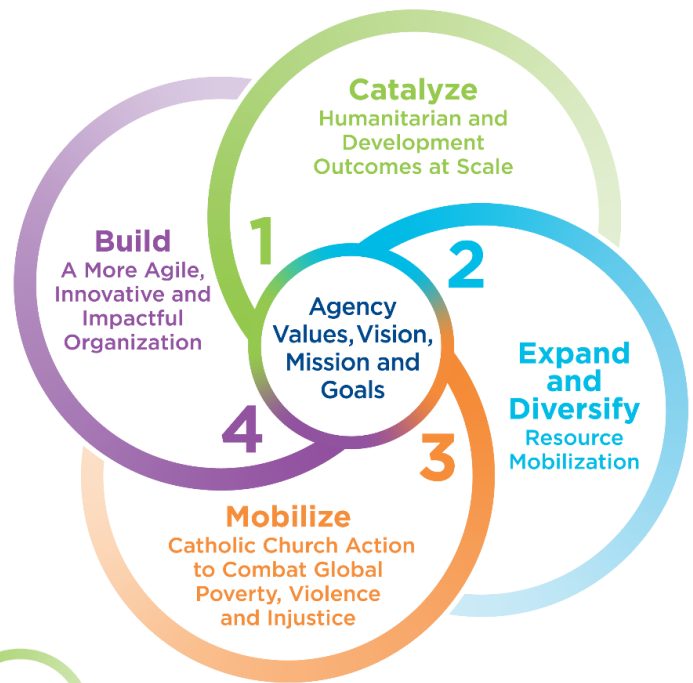 Catalyze
Humanitarian and
Development
Outcomes at Scale
1
2
Expand
and
Diversify
Resource
Mobilization
3
Mobilize
Catholic Church Action
to Combat Global
Poverty, Violence
and Injustice
4
Build
A More Agile,
Innovative and
Impactful
Organization
Agency
Values, Vision,
Mission and
Goals